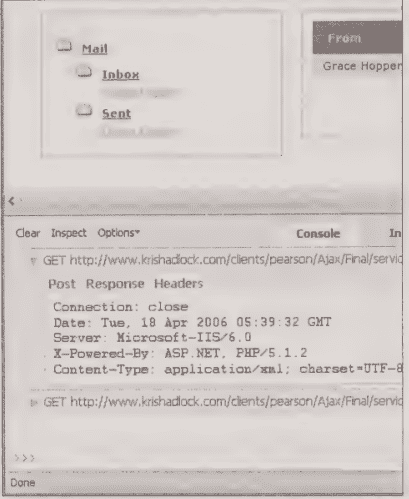 Mail
Inbox
Sent
From
Grace Hopper
Clear Inspect Options Console In
GET http://www.krishadlock.com/clients/pearson/Ajax/Final/servic
Post Response Headers
Connection: close
Date: Tue, 18 Apr 2006 05:39:32 GMT
Server: Microsoft-IIS/6.0
X-Powered-By: ASP.NET, PHP/5.1.2
Content-Type: application/xml; charset=UTF-8
GET http://www.krishadlock.com/clients/pearson/Ajax/Final/servic
>>>
Done